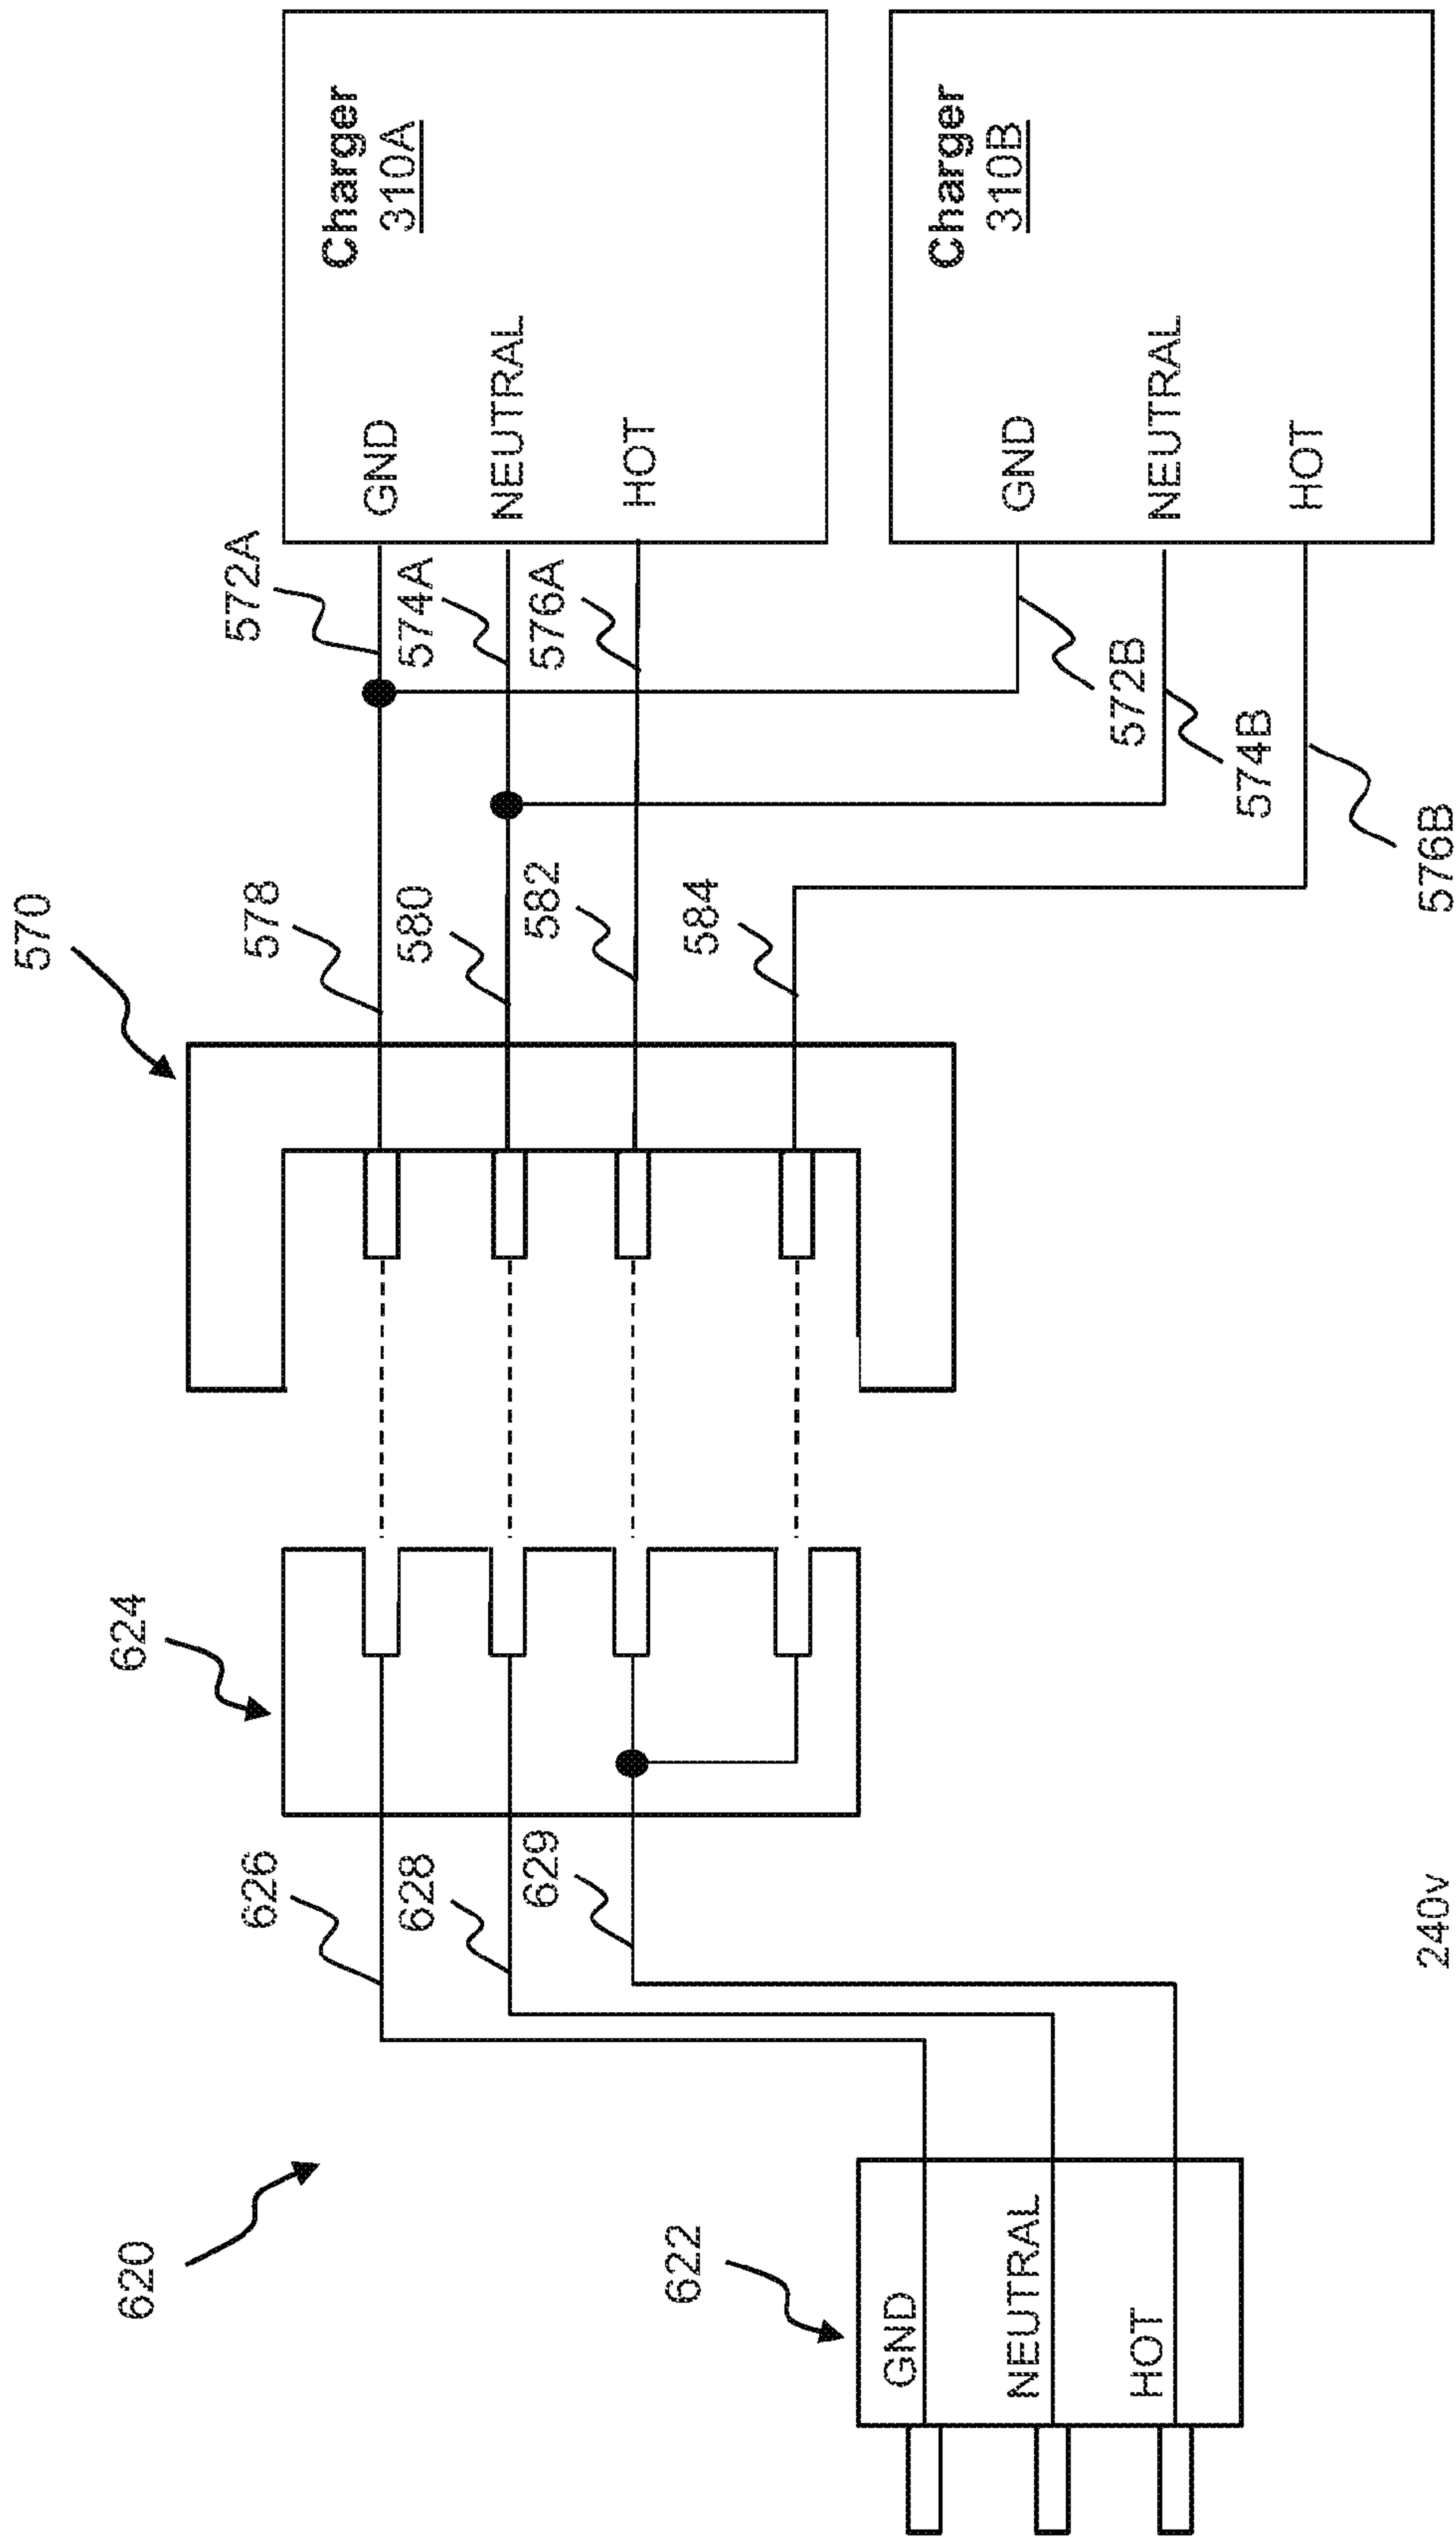 620
622
GND
NEUTRAL
HOT
240v
626
628
629
624
570
578
580
582
584
572A
574A
576A
572B
574B
576B
Charger
310A
GND
NEUTRAL
HOT
Charger
310B
GND
NEUTRAL
HOT